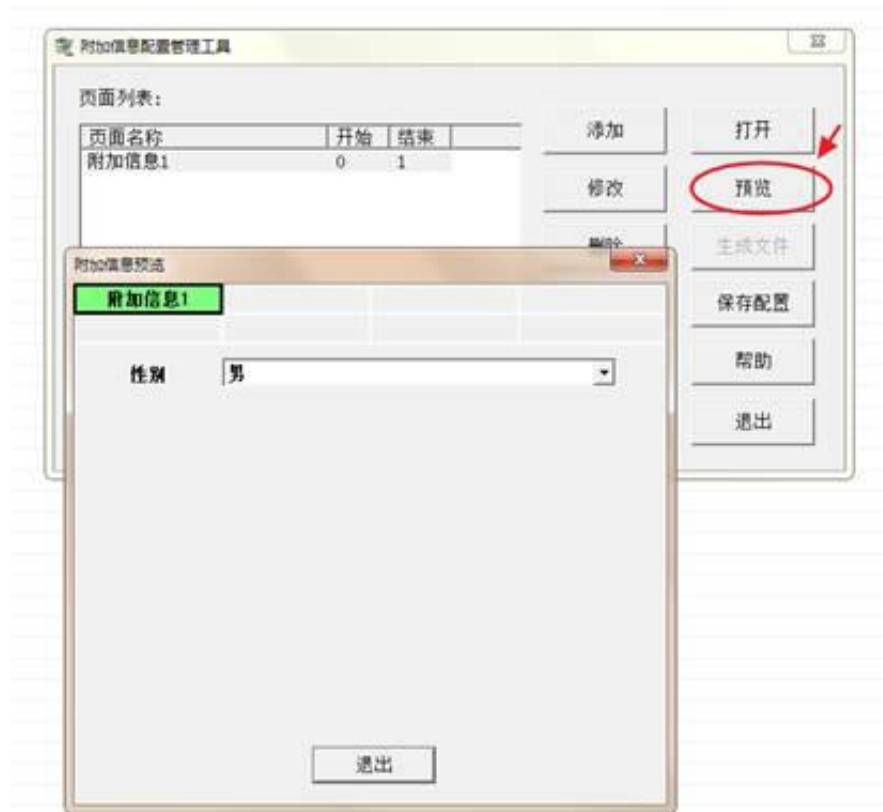 附加信息配置管理工具
页面列表:
页面名称 开始 结束
附加信息1 0 1
添加 打开
修改 预览
删除 生成文件
保存配置
帮助
退出
附加信息预览
附加信息1
性别 男
退出